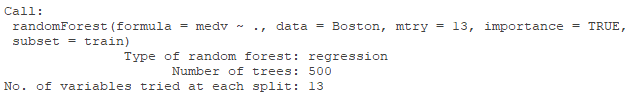 Call:
randomForest(formula = medv ~ ., data = Boston, mtry = 13, importance = TRUE,
subset = train)
Type of random forest: regression
Number of trees: 500
No. of variables tried at each split: 13